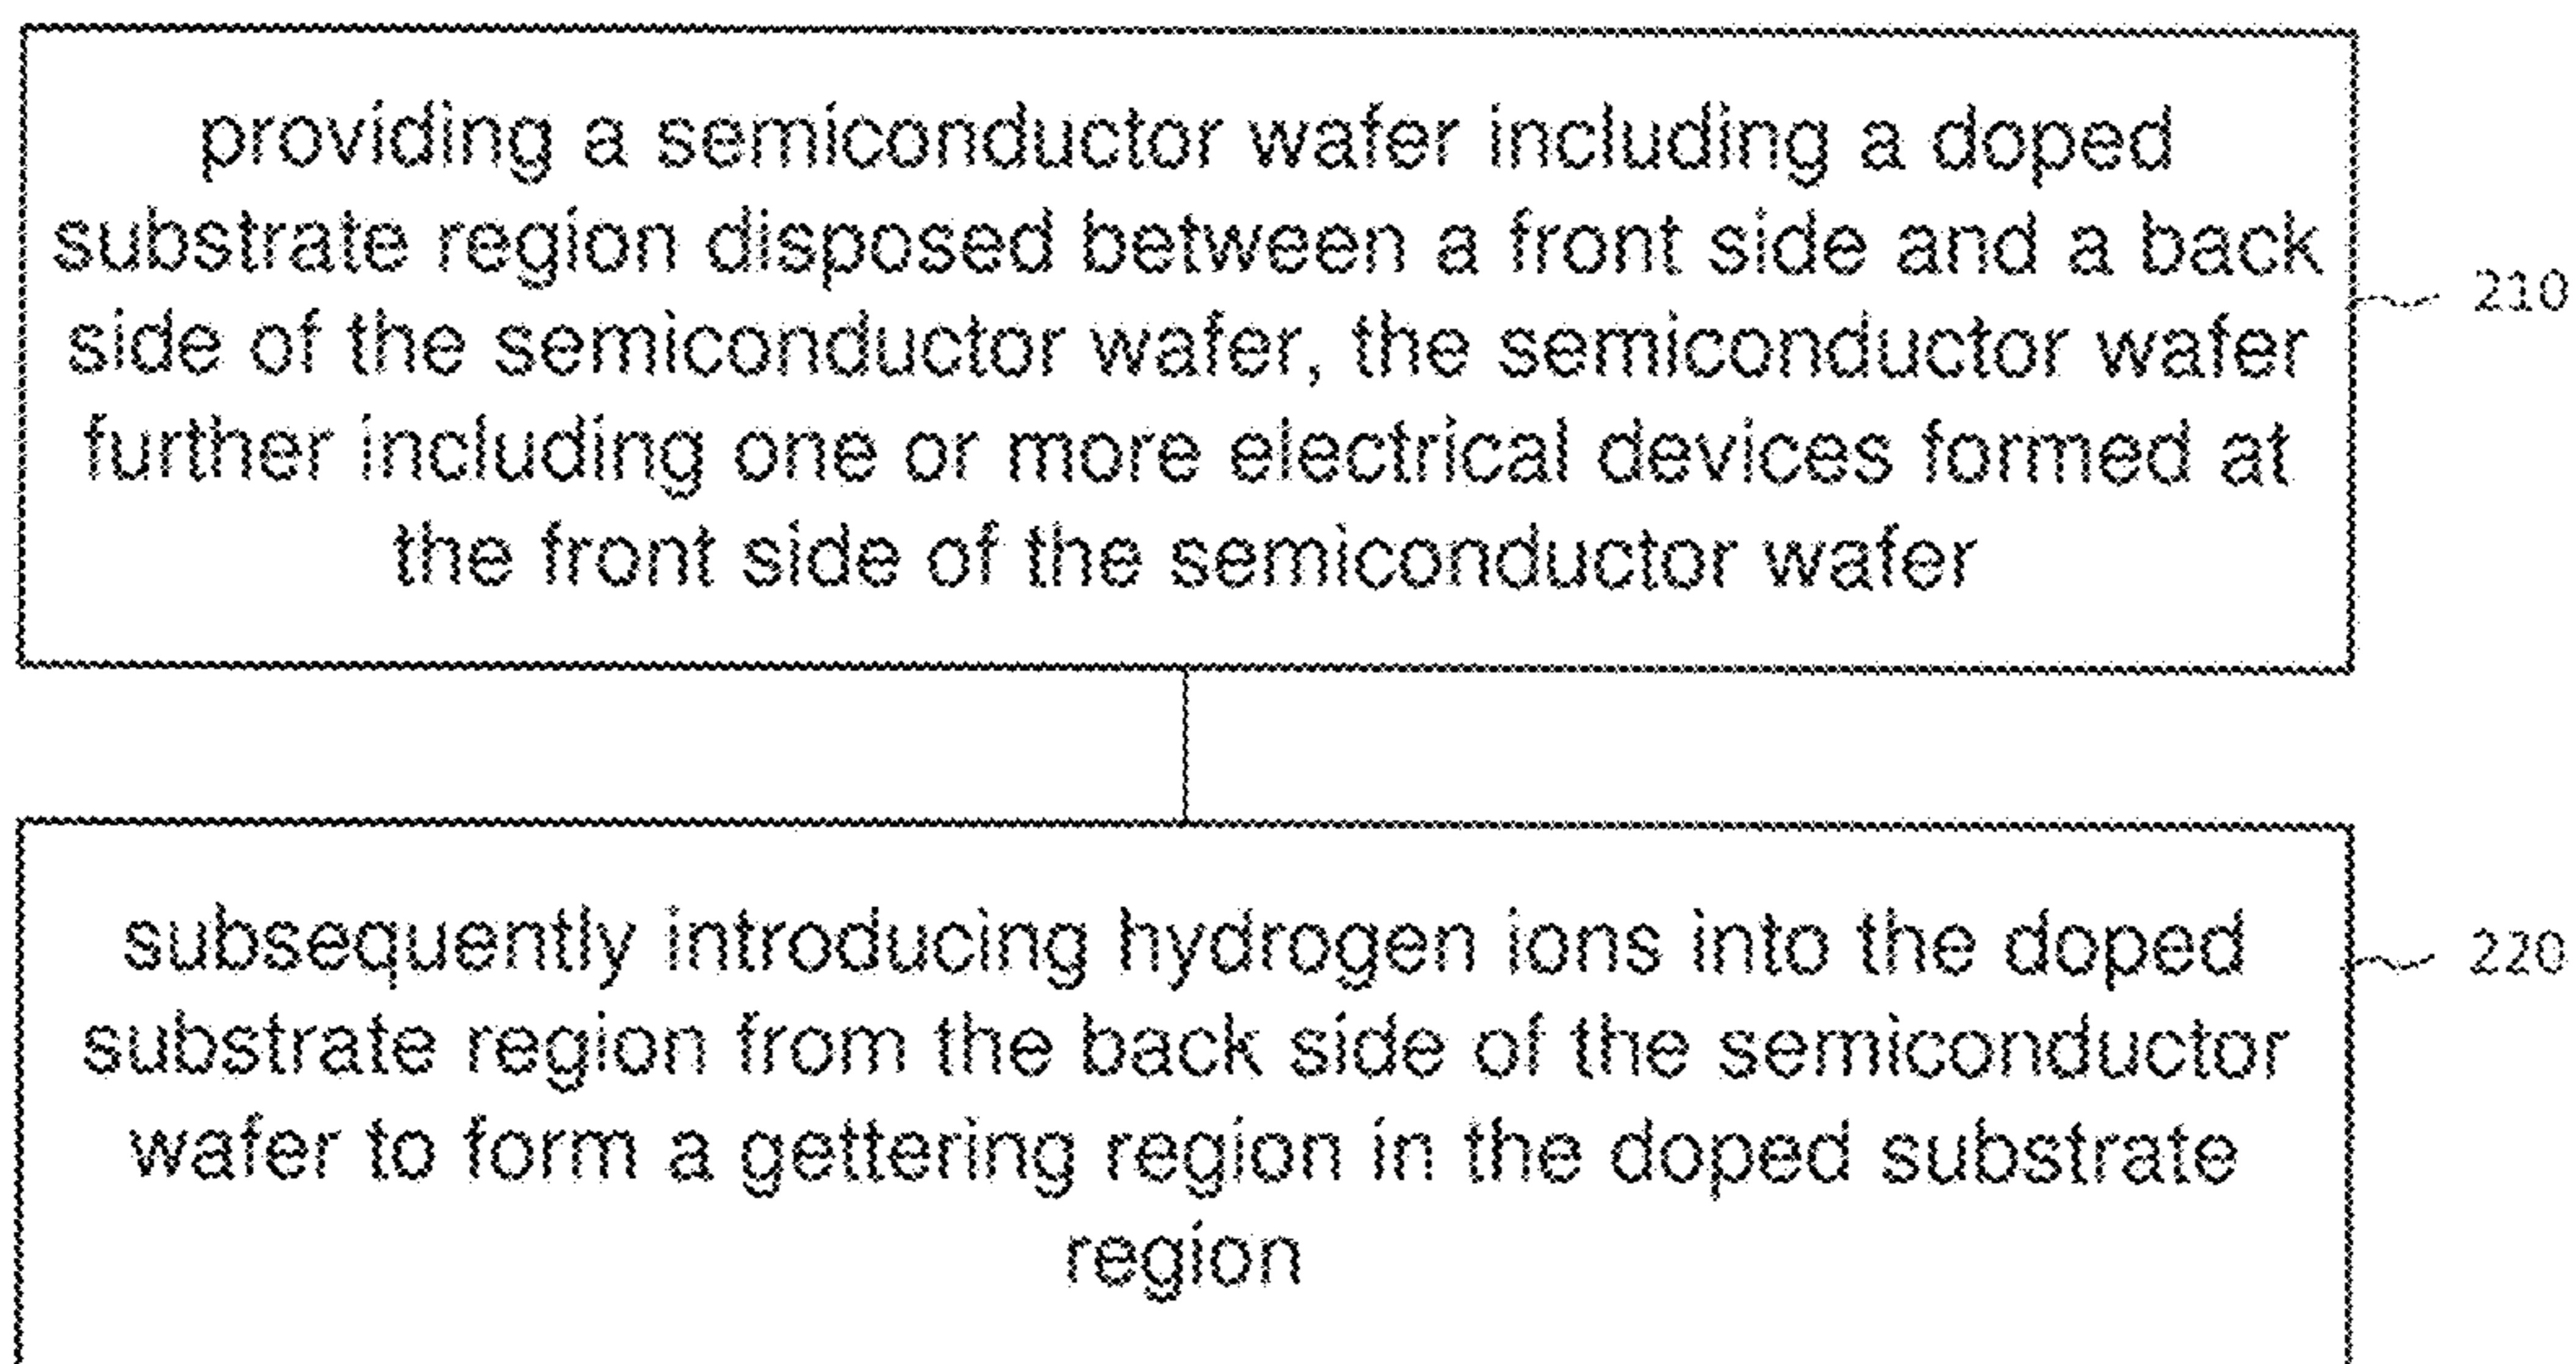 providing a semiconductor wafer including a doped
substrate region disposed between a front side and a back
side of the semiconductor wafer, the semiconductor wafer
further including one or more electrical devices formed at
the front side of the semiconductor wafer
210
subsequently introducing hydrogen ions into the doped
substrate region from the back side of the semiconductor
wafer to form a gettering region in the doped substrate
region
220